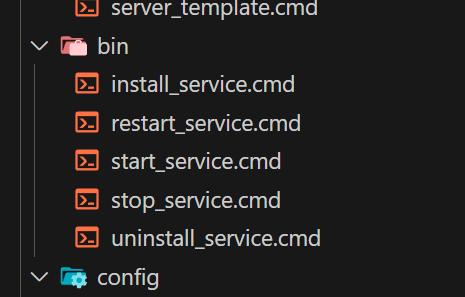 server_template.cmd
bin
install_service.cmd
restart_service.cmd
start_service.cmd
stop_service.cmd
uninstall_service.cmd
config